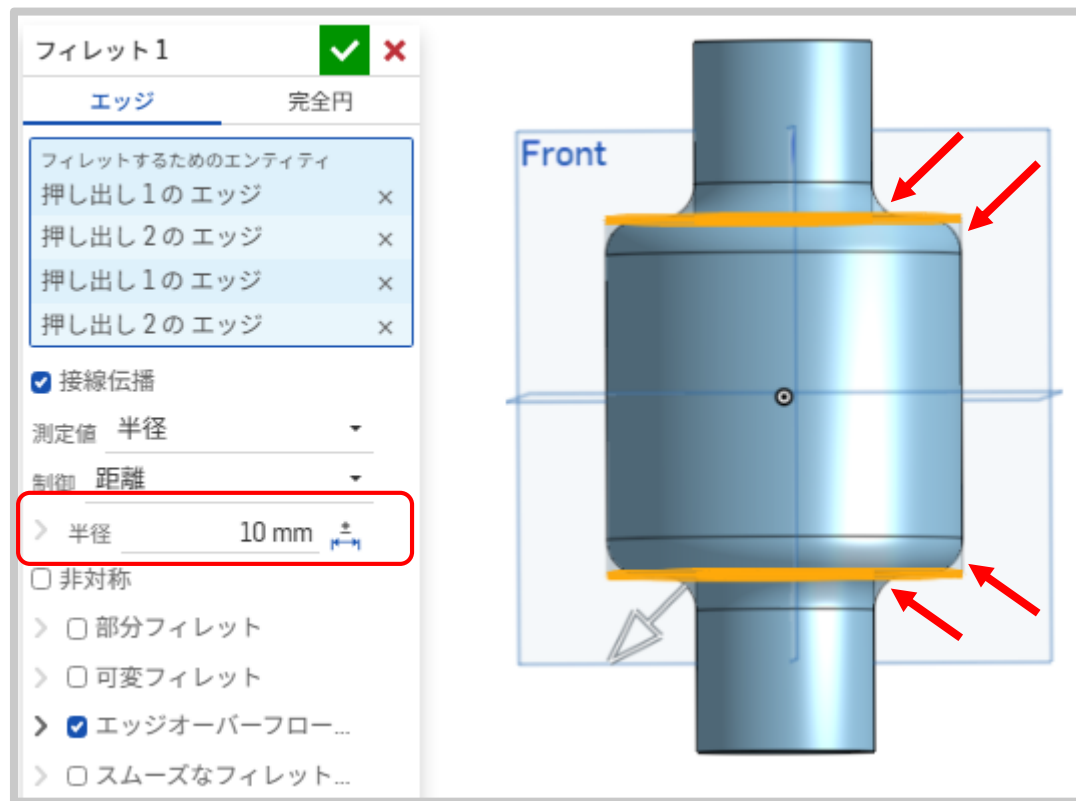 フィレット 1
エッジ 完全円
フィレットするためのエンティティ
押し出し 1 の エッジ ×
押し出し 2 の エッジ ×
押し出し 1 の エッジ ×
押し出し 2 の エッジ ×
接線伝播
測定値 半径
制御 距離
半径 10 mm
非対称
部分フィレット
可変フィレット
エッジオーバーフロー...
スムーズなフィレット...
Front